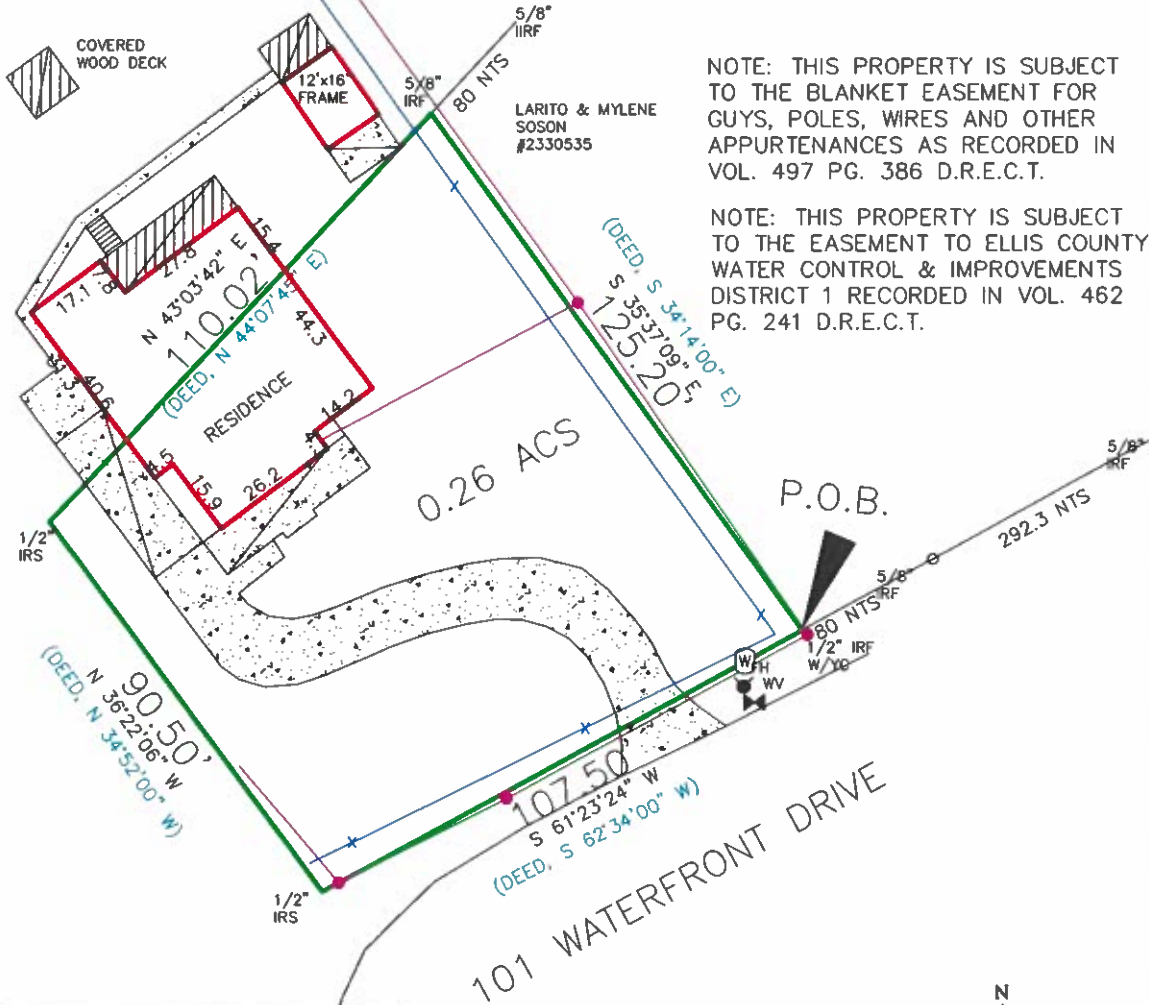 COVERED
WOOD DECK
12'x16'
FRAME
5/8"
IRF
5/8"
IRF
80 NTS
LARITO & MYLENE
SOSON
#2330535
NOTE: THIS PROPERTY IS SUBJECT
TO THE BLANKET EASEMENT FOR
GUYS, POLES, WIRES AND OTHER
APPURTENANCES AS RECORDED IN
VOL. 497 PG. 386 D.R.E.C.T.
NOTE: THIS PROPERTY IS SUBJECT
TO THE EASEMENT TO ELLIS COUNTY
WATER CONTROL & IMPROVEMENTS
DISTRICT 1 RECORDED IN VOL. 462
PG. 241 D.R.E.C.T.
17.1
7.8
27.8
15.4
N 43°03'42" E
110.02'
(DEED, N 44°07'45" E)
44.3
31.3
40.6
RESIDENCE
14.2
4.5
15.9
26.2
(DEED, S 34°14'00" E)
S 35°37'09" E
125.20'
0.26 ACS
P.O.B.
5/8"
IRF
292.3 NTS
5/8"
IRF
80 NTS
1/2" IRF
W/YC
W
FH
WV
1/2"
IRS
90.50'
N 36°22'06" W
(DEED, N 34°52'00" W)
1/2"
IRS
107.50'
S 61°23'24" W
(DEED, S 62°34'00" W)
101 WATERFRONT DRIVE
N